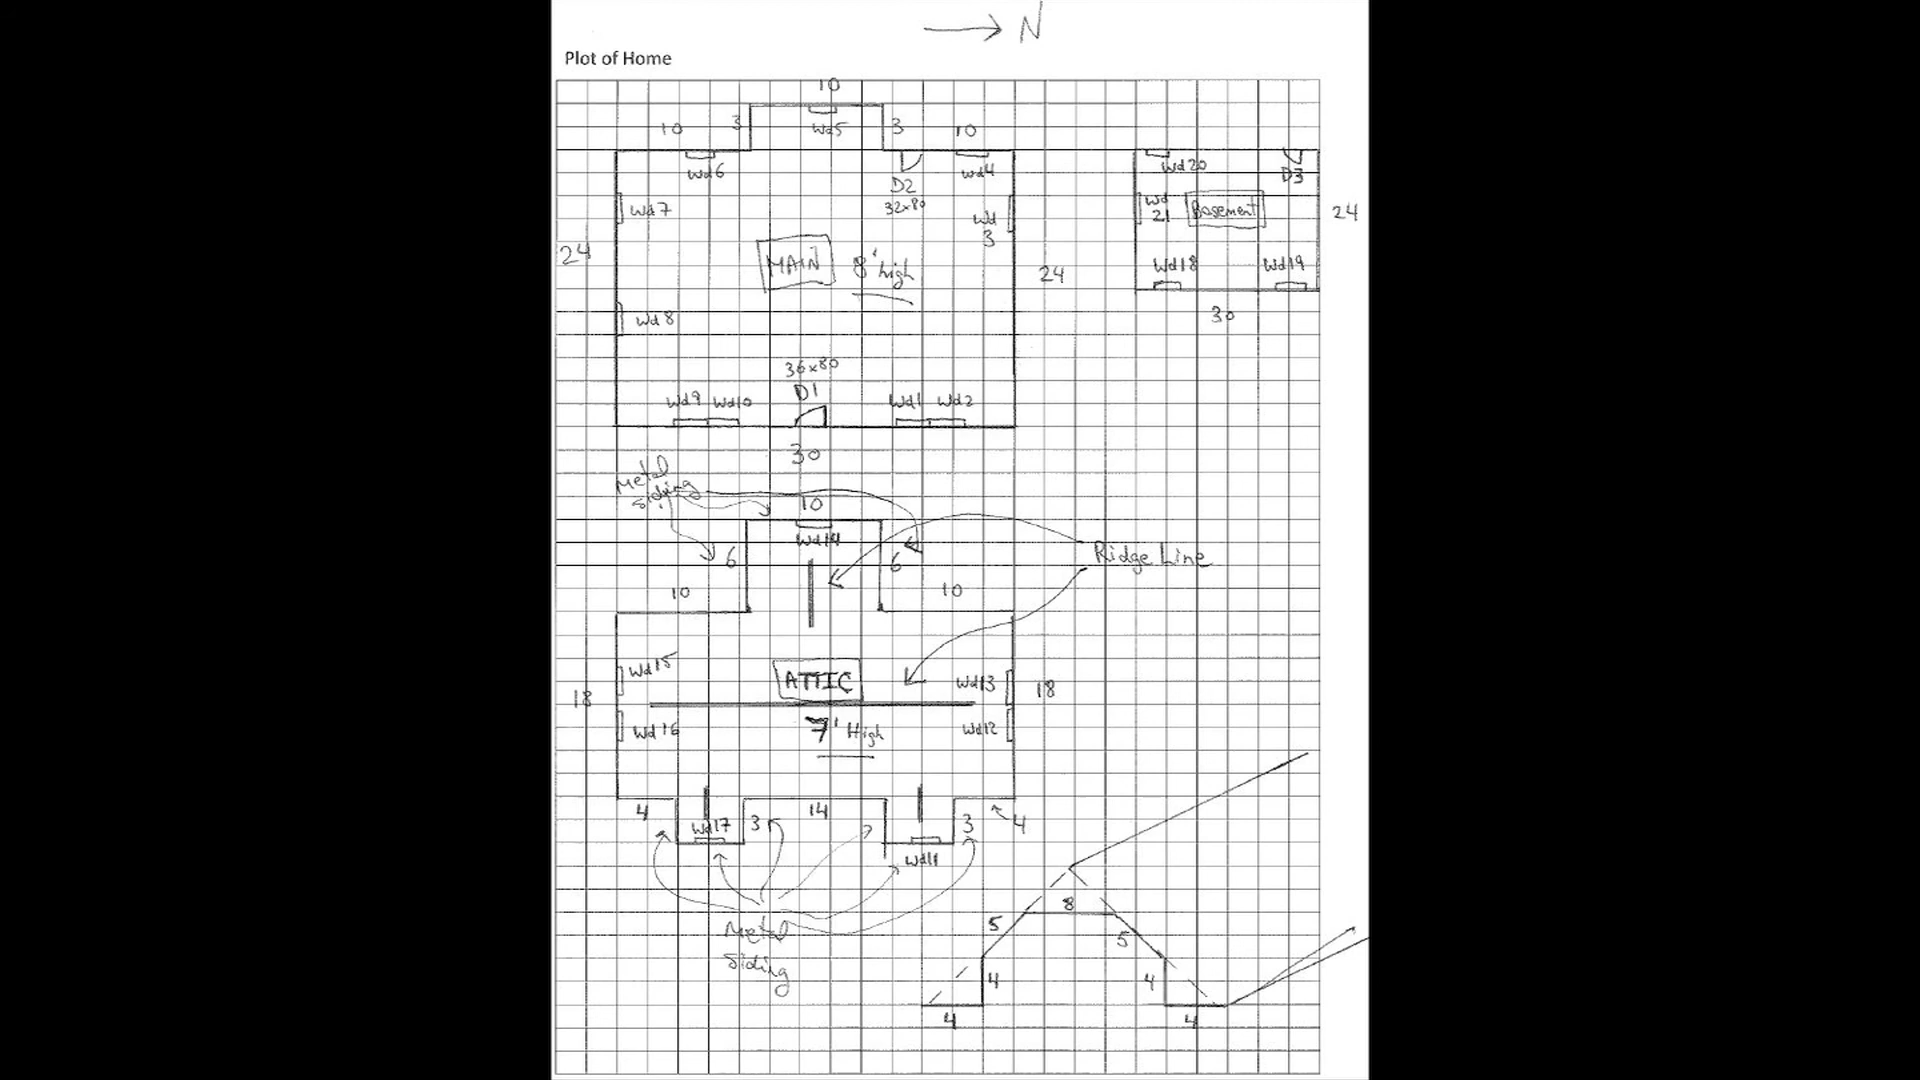 → N
Plot of Home
10
10 3 Wd5 3 10
Wd6 D2 Wd4
32x80
Wd7 Wd
3
24 MAIN 8' high 24
Wd8
36x80
D1
Wd9 Wd10 Wd1 Wd2
30
Wd20 D3
Wd
21 Basement 24
Wd18 Wd19
30
Metal
Siding
10
Wd14
6 6 Ridge Line
10 10
Wd15 ATTIC Wd13
18 18
Wd16 7' High Wd12
4 Wd17 3 14 3 4
Wd11
Metal
Siding
8
5 5
4 4
4 4